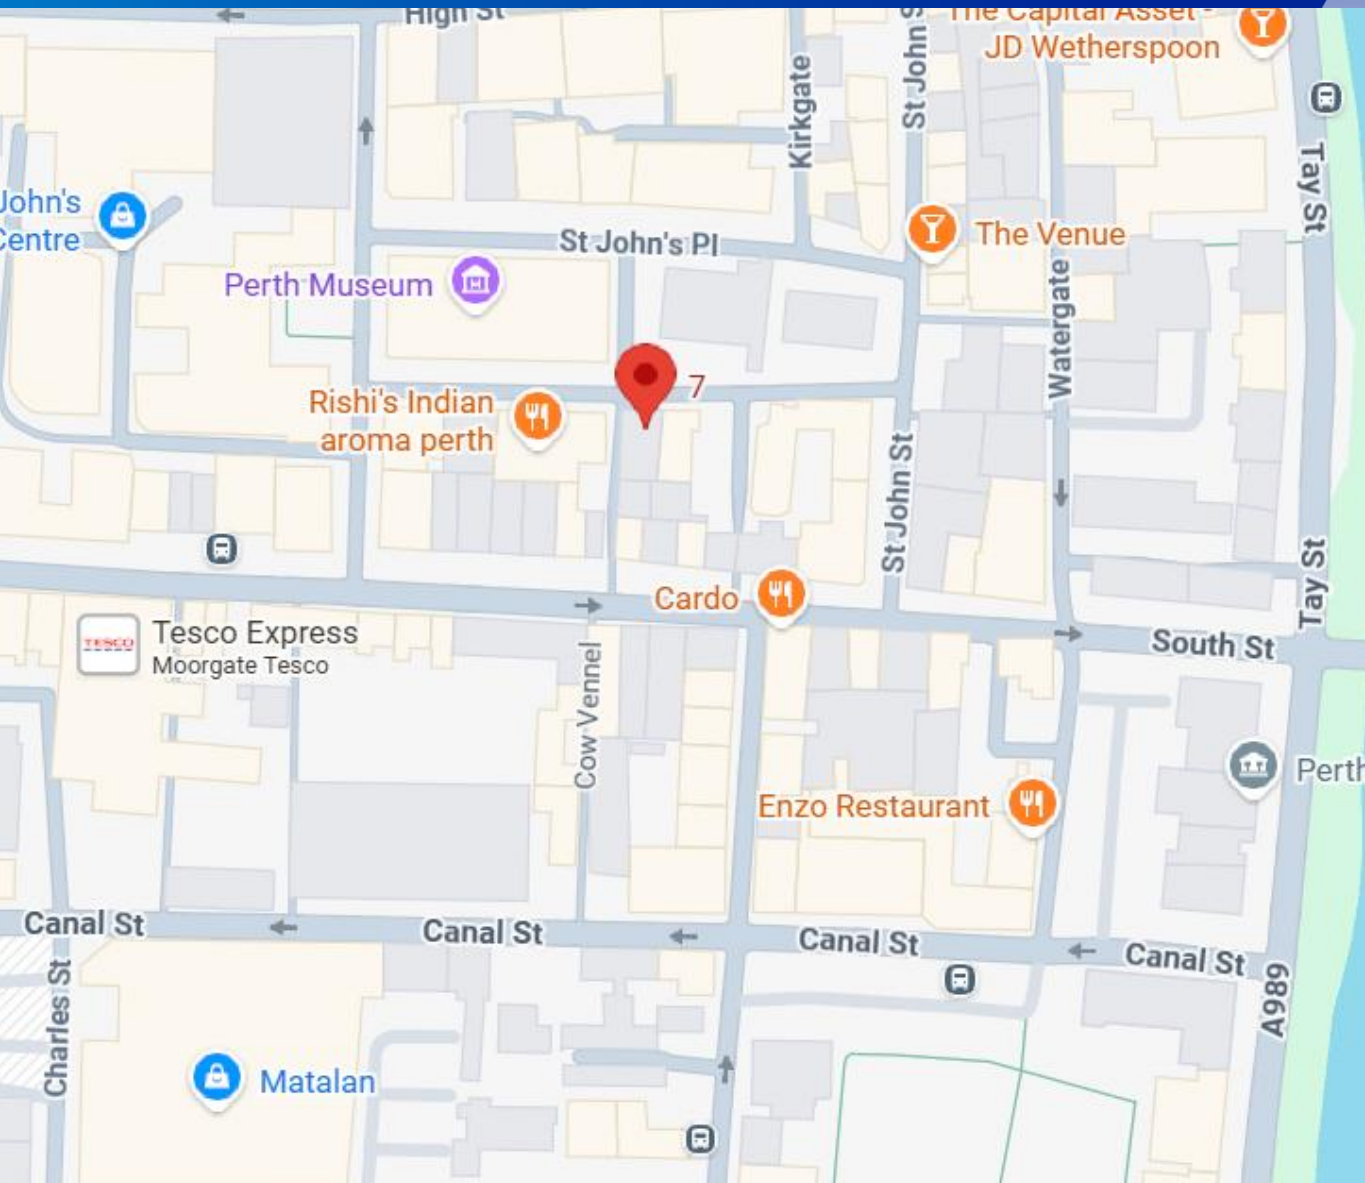 High St
The Capital Asset -
JD Wetherspoon
St John's
Kirkgate
Tay St
John's
Centre
St John's Pl
The Venue
Perth Museum
Watergate
7
Rishi's Indian
aroma perth
St John St
Tay St
Cardo
TESCO
Tesco Express
Moorgate Tesco
South St
Cow Vennel
Perth
Enzo Restaurant
Canal St
Canal St
Canal St
Canal St
Charles St
A989
Matalan